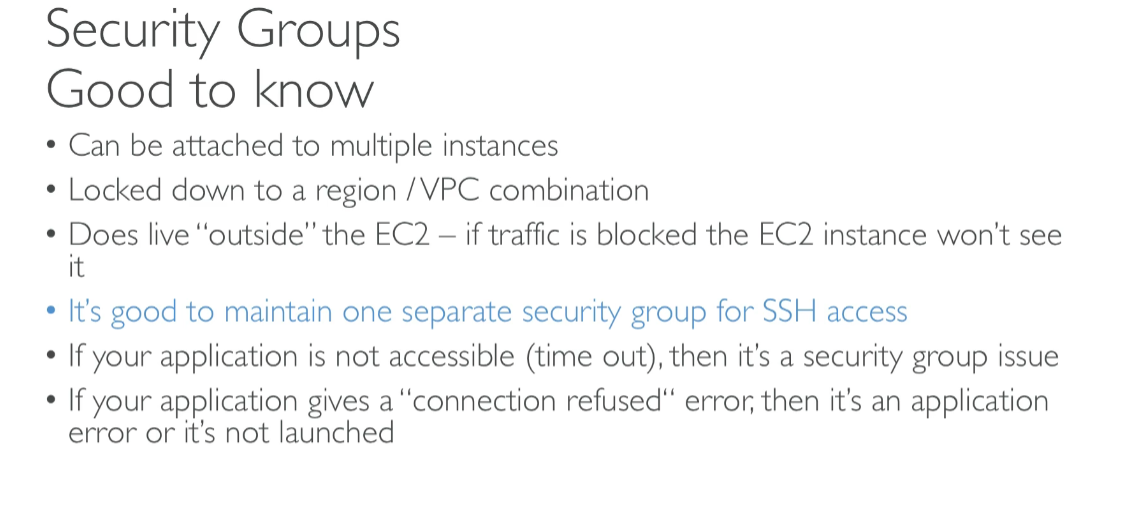 Security Groups
Good to know
• Can be attached to multiple instances
• Locked down to a region / VPC combination
• Does live “outside” the EC2 – if traffic is blocked the EC2 instance won’t see
it
• It’s good to maintain one separate security group for SSH access
• If your application is not accessible (time out), then it’s a security group issue
• If your application gives a “connection refused“ error, then it’s an application
error or it’s not launched